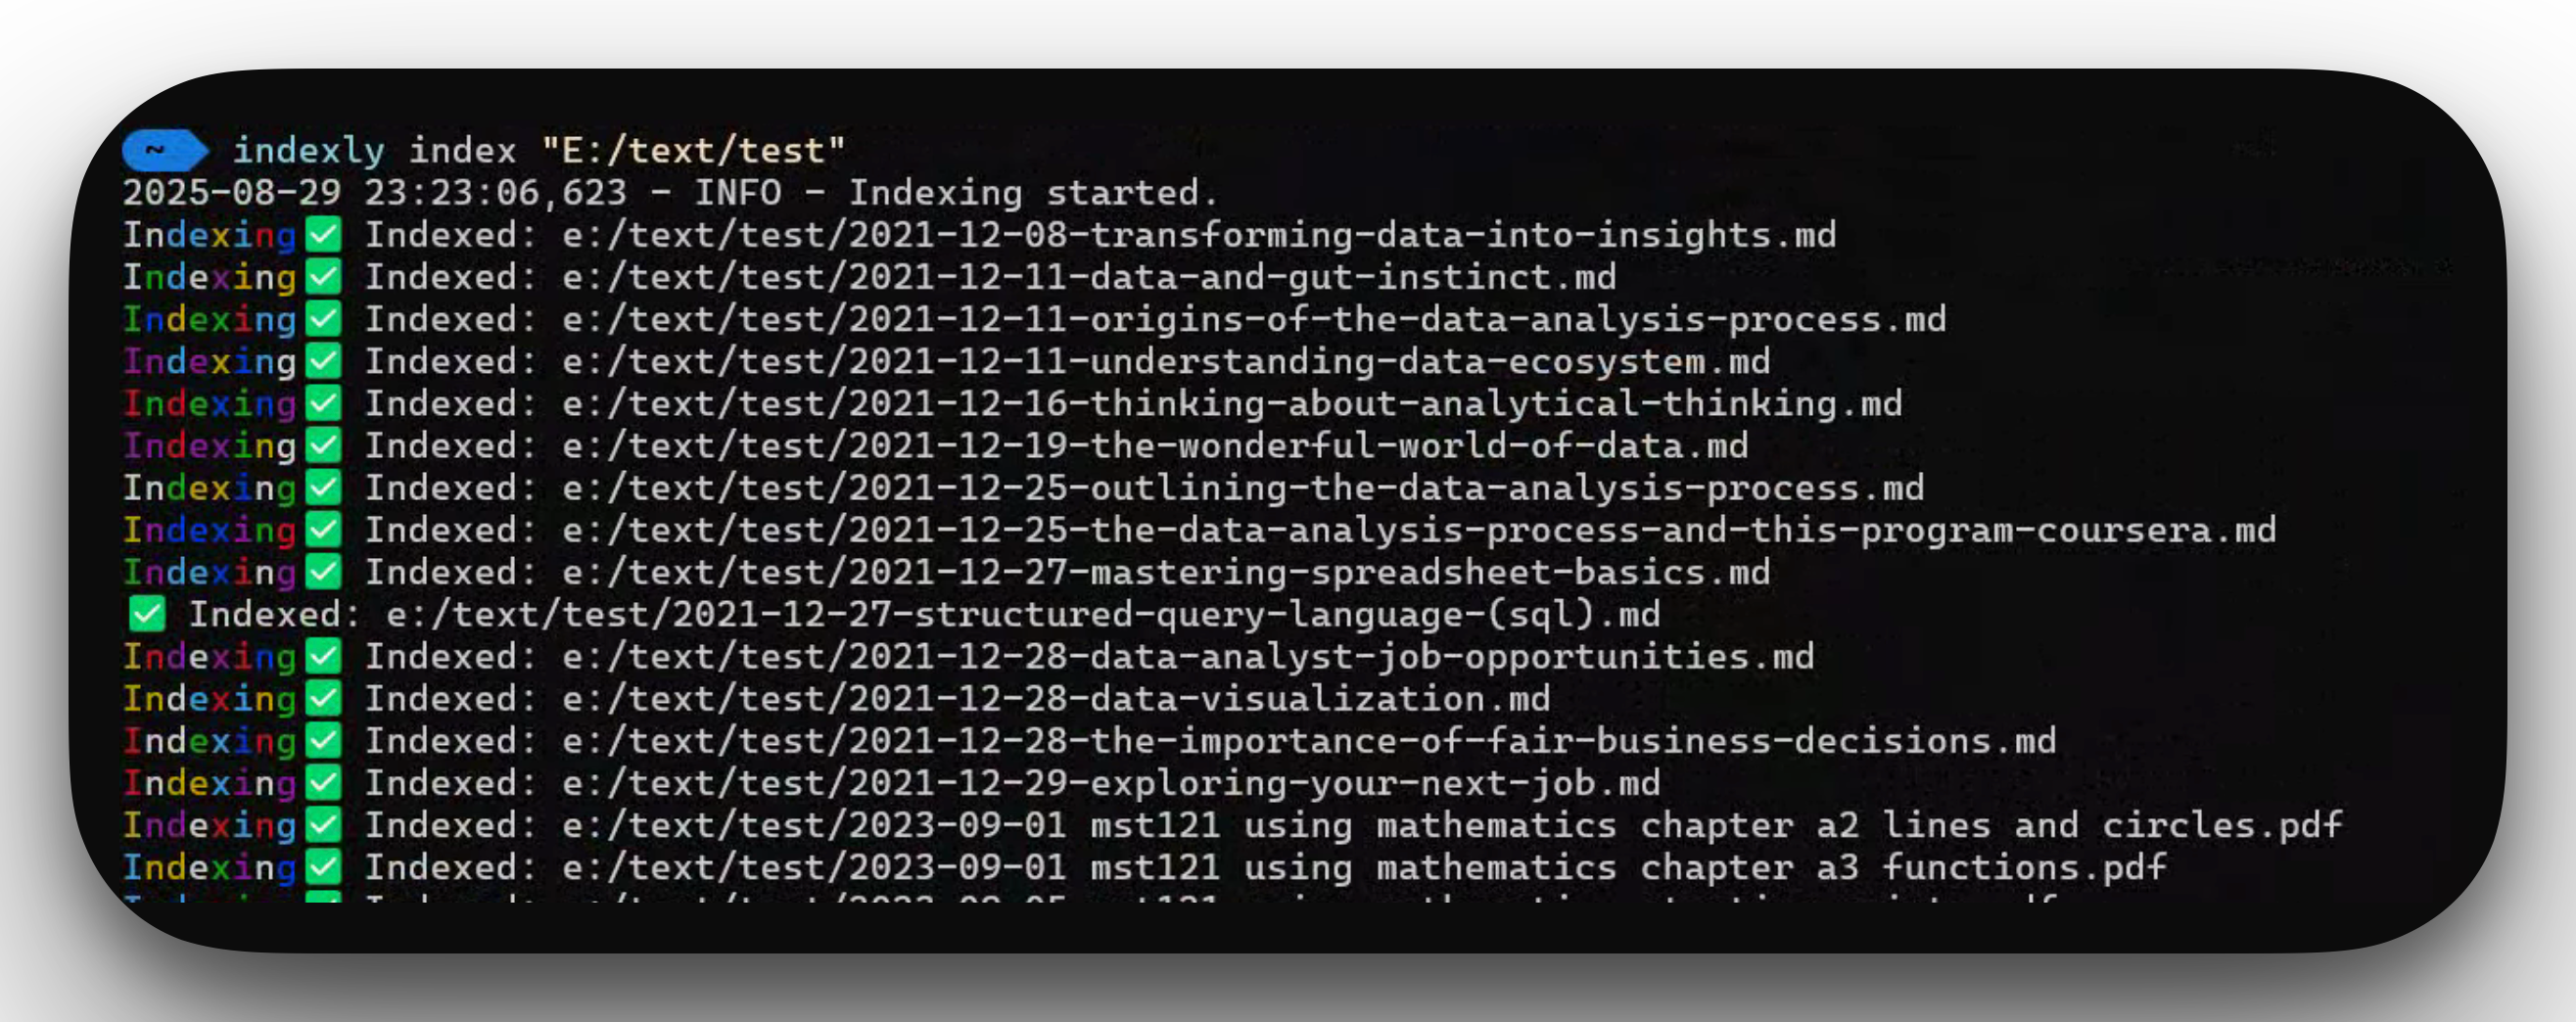 ~ indexly index "E:/text/test"
2025-08-29 23:23:06,623 - INFO - Indexing started.
Indexing✅ Indexed: e:/text/test/2021-12-08-transforming-data-into-insights.md
Indexing✅ Indexed: e:/text/test/2021-12-11-data-and-gut-instinct.md
Indexing✅ Indexed: e:/text/test/2021-12-11-origins-of-the-data-analysis-process.md
Indexing✅ Indexed: e:/text/test/2021-12-11-understanding-data-ecosystem.md
Indexing✅ Indexed: e:/text/test/2021-12-16-thinking-about-analytical-thinking.md
Indexing✅ Indexed: e:/text/test/2021-12-19-the-wonderful-world-of-data.md
Indexing✅ Indexed: e:/text/test/2021-12-25-outlining-the-data-analysis-process.md
Indexing✅ Indexed: e:/text/test/2021-12-25-the-data-analysis-process-and-this-program-coursera.md
Indexing✅ Indexed: e:/text/test/2021-12-27-mastering-spreadsheet-basics.md
✅ Indexed: e:/text/test/2021-12-27-structured-query-language-(sql).md
Indexing✅ Indexed: e:/text/test/2021-12-28-data-analyst-job-opportunities.md
Indexing✅ Indexed: e:/text/test/2021-12-28-data-visualization.md
Indexing✅ Indexed: e:/text/test/2021-12-28-the-importance-of-fair-business-decisions.md
Indexing✅ Indexed: e:/text/test/2021-12-29-exploring-your-next-job.md
Indexing✅ Indexed: e:/text/test/2023-09-01 mst121 using mathematics chapter a2 lines and circles.pdf
Indexing✅ Indexed: e:/text/test/2023-09-01 mst121 using mathematics chapter a3 functions.pdf